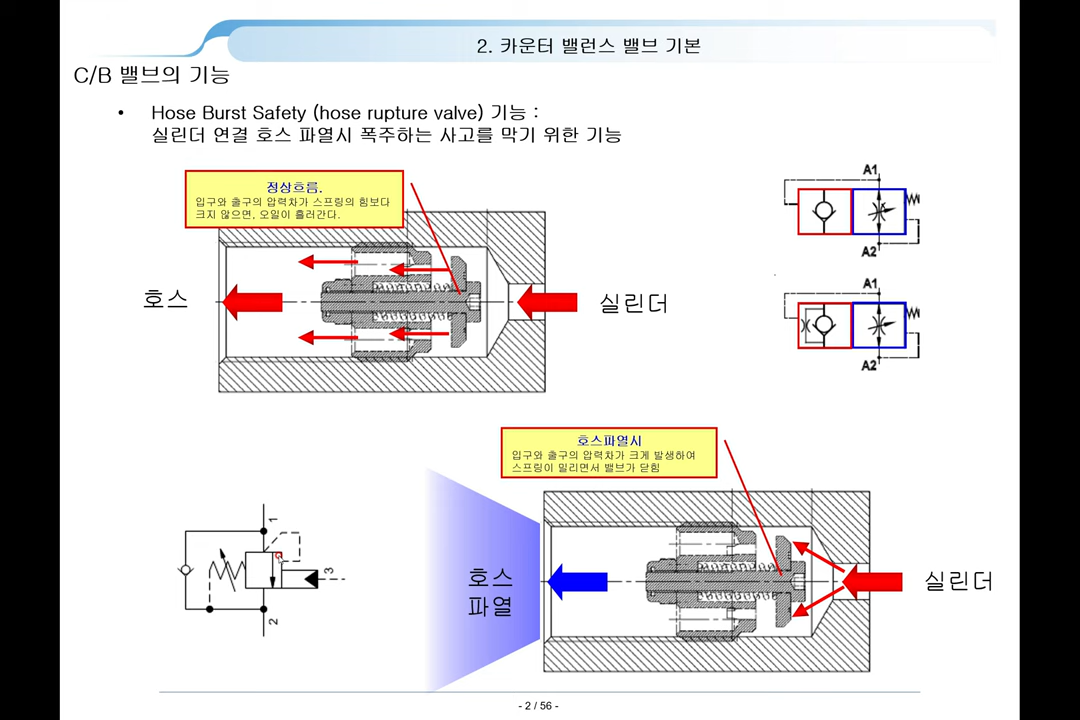 2. 카운터 밸런스 밸브 기본
C/B 밸브의 기능
• Hose Burst Safety (hose rupture valve) 기능 :
실린더 연결 호스 파열시 폭주하는 사고를 막기 위한 기능
정상흐름.
입구와 출구의 압력차가 스프링의 힘보다
크지 않으면, 오일이 흘러간다.
호스
실린더
A1
A2
A1
A2
호스파열시
입구와 출구의 압력차가 크게 발생하여
스프링이 밀리면서 밸브가 닫힘
호스
파열
실린더
1
3
2
- 2 / 56 -